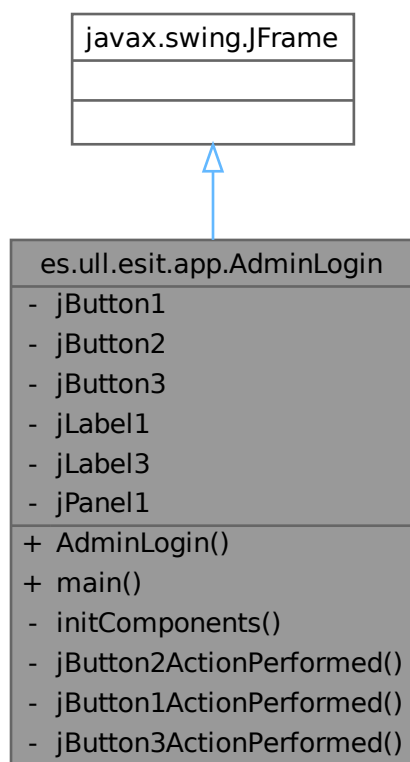 javax.swing.JFrame
es.ull.esit.app.AdminLogin
- jButton1
- jButton2
- jButton3
- jLabel1
- jLabel3
- jPanel1
+ AdminLogin()
+ main()
- initComponents()
- jButton2ActionPerformed()
- jButton1ActionPerformed()
- jButton3ActionPerformed()